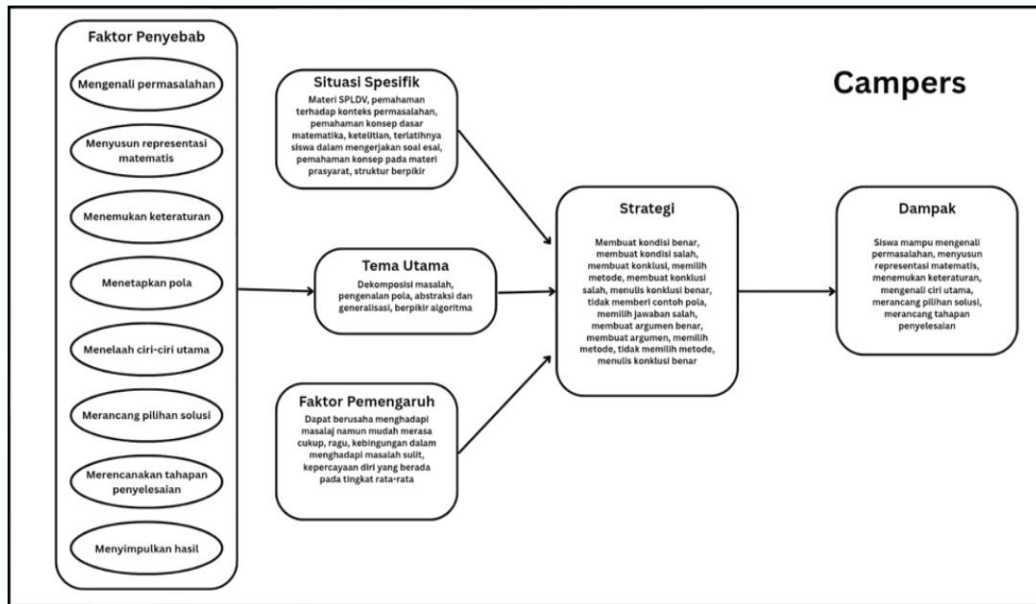 Faktor Penyebab
Mengenali permasalahan
Menyusun representasi
matematis
Menemukan keteraturan
Menetapkan pola
Menelaah ciri-ciri utama
Merancang pilihan solusi
Merencanakan tahapan
penyelesaian
Menyimpulkan hasil
Situasi Spesifik
Materi SPLDV, pemahaman
terhadap konteks permasalahan,
pemahaman konsep dasar
matematika, ketelitian, terlatihnya
siswa dalam mengerjakan soal esai,
pemahaman konsep pada materi
prasyarat, struktur berpikir
Tema Utama
Dekomposisi masalah,
pengenalan pola, abstraksi dan
generalisasi, berpikir algoritma
Faktor Pemengaruh
Dapat berusaha menghadapi
masalaj namun mudah merasa
cukup, ragu, kebingungan dalam
menghadapi masalah sulit,
kepercayaan diri yang berada
pada tingkat rata-rata
Campers
Strategi
Membuat kondisi benar,
membuat kondisi salah,
membuat konklusi, memilih
metode, membuat konklusi
salah, menulis konklusi benar,
tidak memberi contoh pola,
memilih jawaban salah,
membuat argumen benar,
membuat argumen, memilih
metode, tidak memilih metode,
menulis konklusi benar
Dampak
Siswa mampu mengenali
permasalahan, menyusun
representasi matematis,
menemukan keteraturan,
mengenali ciri utama,
merancang pilihan solusi,
merancang tahapan
penyelesaian